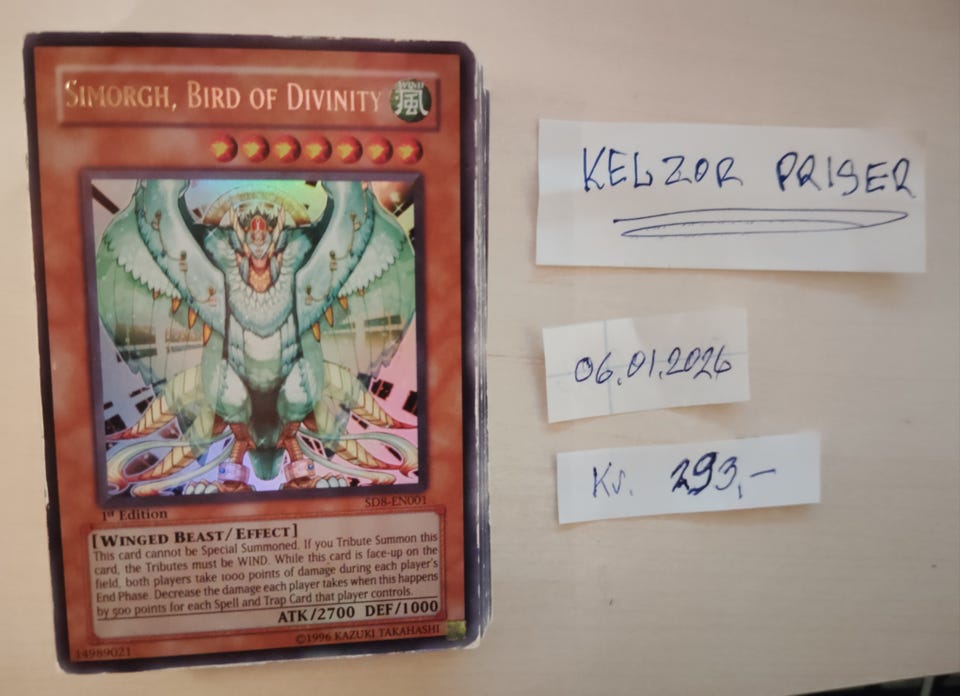 SIMORGH, BIRD OF DIVINITY
WIND
風
SD8-EN001
1st Edition
[WINGED BEAST/EFFECT]
This card cannot be Special Summoned. If you Tribute Summon this
card, the Tributes must be WIND. While this card is face-up on the
field, both players take 1000 points of damage during each player's
End Phase. Decrease the damage each player takes when this happens
by 500 points for each Spell and Trap Card that player controls.
ATK/2700 DEF/1000
14989021
©1996 KAZUKI TAKAHASHI
KELZOR PRISER
06.01.2026
Kr. 293,-